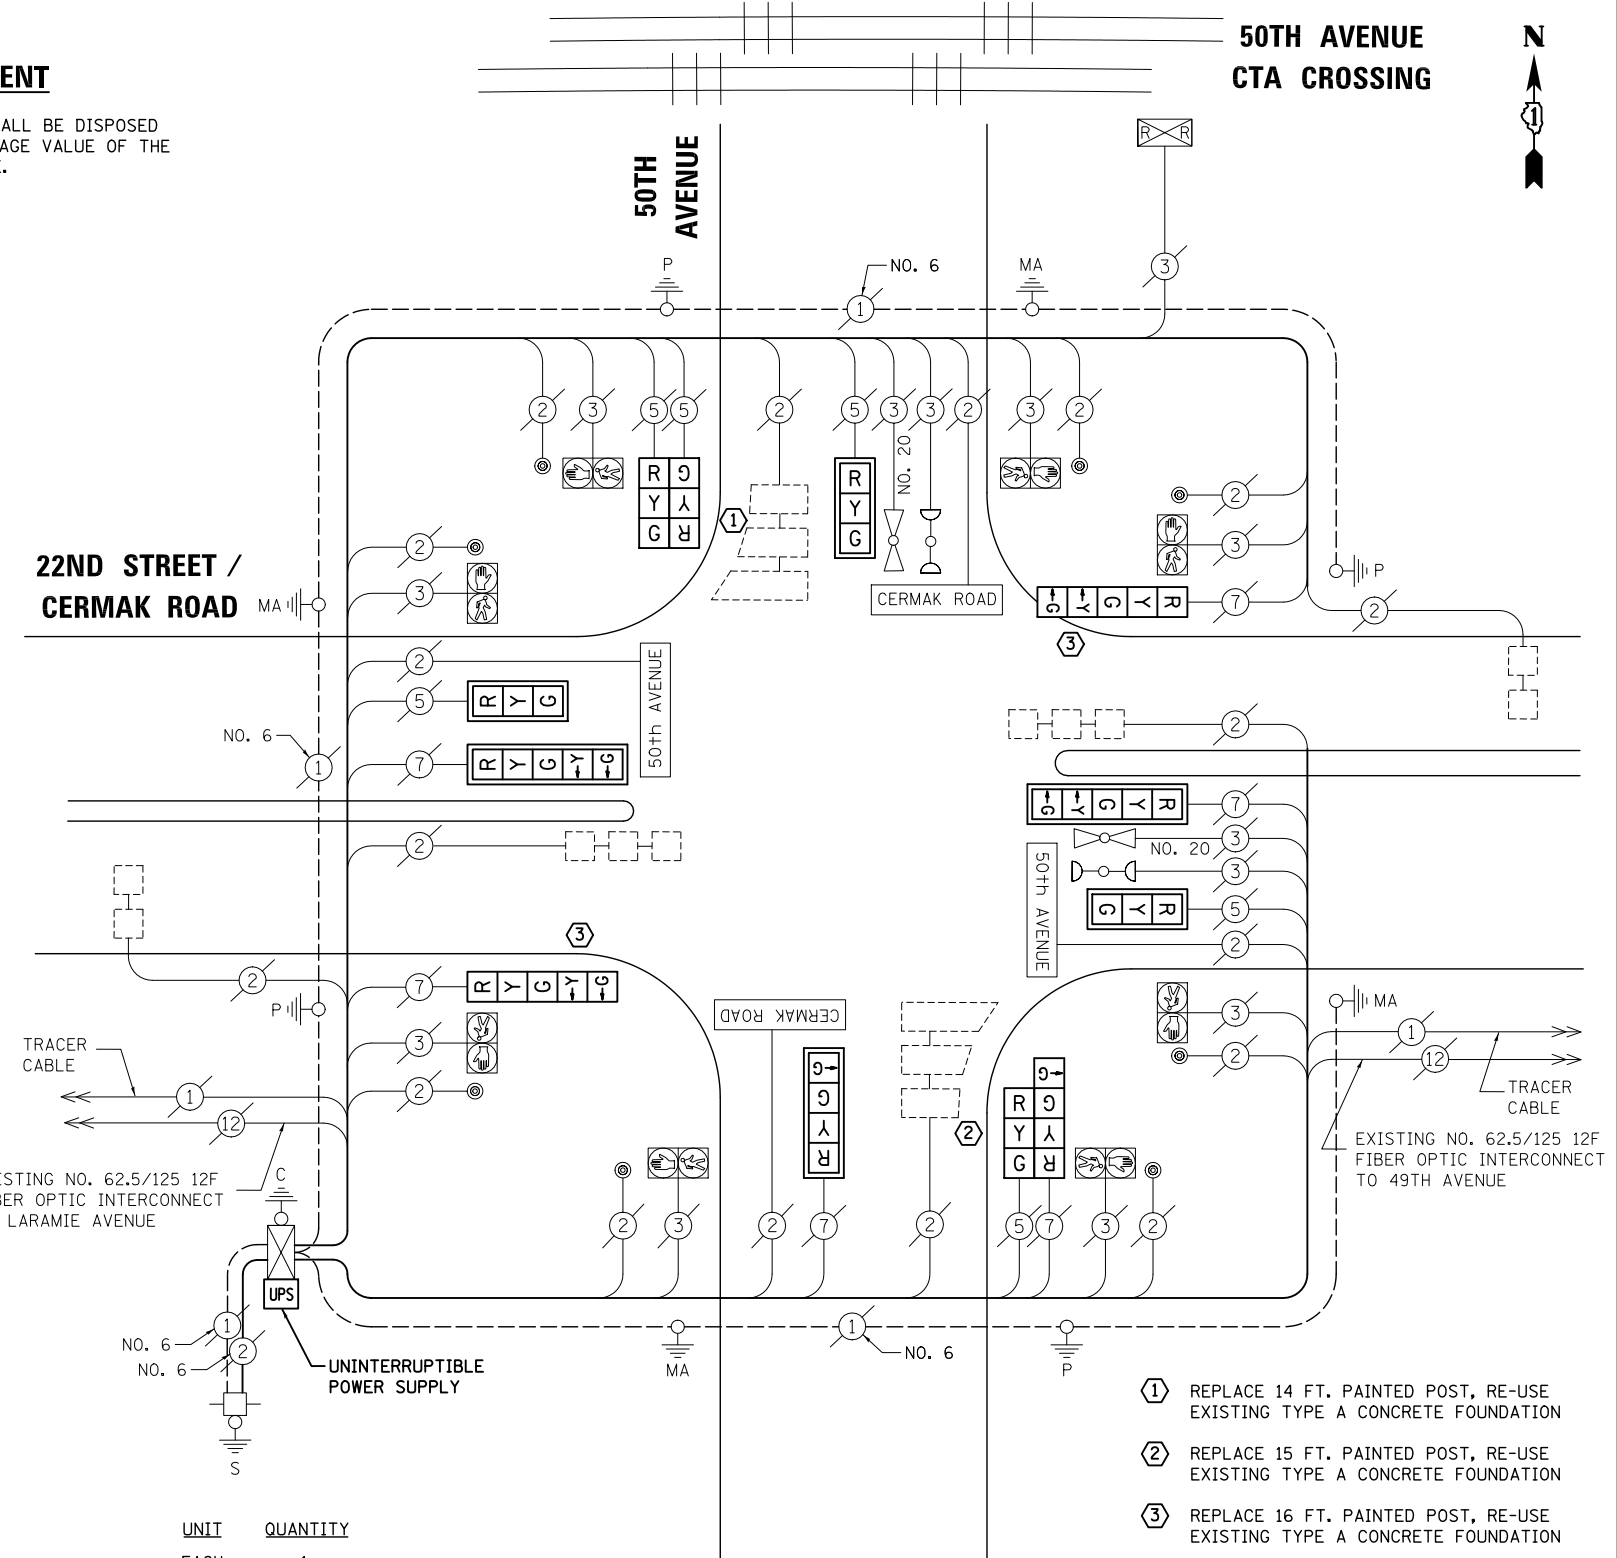 ENT
ALL BE DISPOSED
AGE VALUE OF THE
50TH AVENUE
CTA CROSSING
N
1
R R
50TH
AVENUE
P
NO. 6
MA
3
1
2 3 5 5 2 5 3 3 2 3 2
NO. 20
R G
Y Y
G R
R
Y
G
1
CERMAK ROAD
2
3
7
R Y G Y G
3
P
2
22ND STREET /
CERMAK ROAD
MA
2
3
2
5
7
R Y G
R Y G Y G
50th AVENUE
NO. 6
1
2
2
7
3
NO. 20
3
5
2
R Y G Y G
R Y G
50th AVENUE
3
2
P
7
R Y G Y G
3
2
TRACER
CABLE
1
12
C
STING NO. 62.5/125 12F
BER OPTIC INTERCONNECT
LARAMIE AVENUE
CERMAK ROAD
G
G
Y
R
2
G
R G
Y Y
G R
3
2
MA
1
12
TRACER
CABLE
EXISTING NO. 62.5/125 12F
FIBER OPTIC INTERCONNECT
TO 49TH AVENUE
2 3 2 7 2 5 7 3 2
UPS
1
NO. 6
2
NO. 6
UNINTERRUPTIBLE
POWER SUPPLY
S
MA
1
NO. 6
P
1 REPLACE 14 FT. PAINTED POST, RE-USE
EXISTING TYPE A CONCRETE FOUNDATION
2 REPLACE 15 FT. PAINTED POST, RE-USE
EXISTING TYPE A CONCRETE FOUNDATION
3 REPLACE 16 FT. PAINTED POST, RE-USE
EXISTING TYPE A CONCRETE FOUNDATION
UNIT QUANTITY